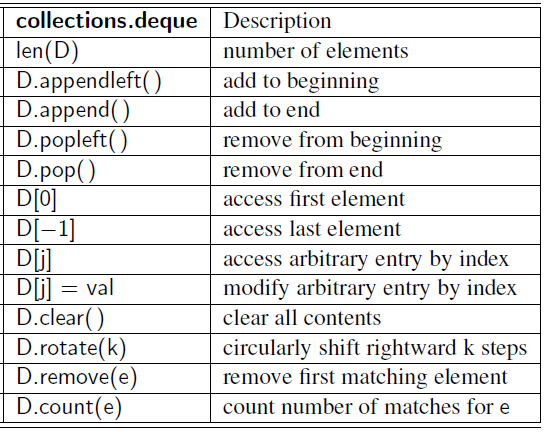 collections.deque Description
len(D) number of elements
D.appendleft() add to beginning
D.append() add to end
D.popleft() remove from beginning
D.pop() remove from end
D[0] access first element
D[−1] access last element
D[j] access arbitrary entry by index
D[j] = val modify arbitrary entry by index
D.clear() clear all contents
D.rotate(k) circularly shift rightward k steps
D.remove(e) remove first matching element
D.count(e) count number of matches for e